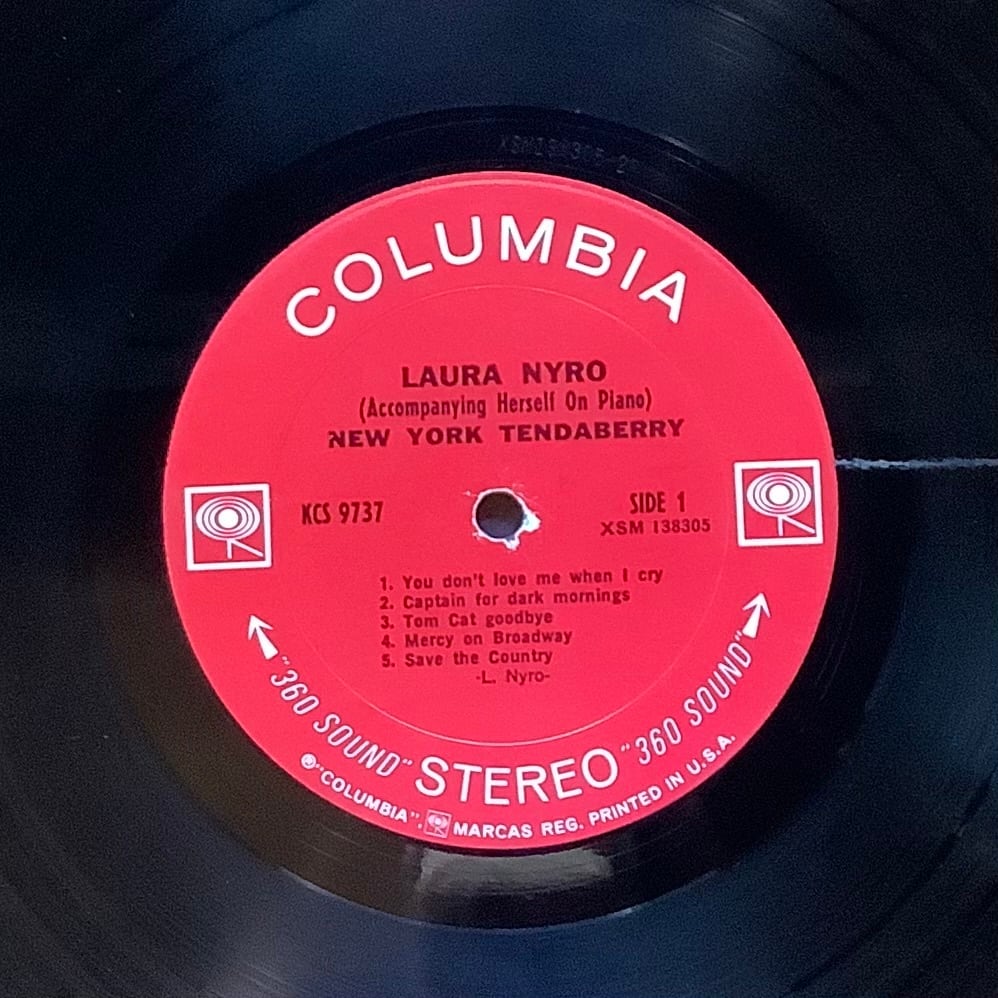 COLUMBIA
LAURA NYRO
(Accompanying Herself On Piano)
NEW YORK TENDABERRY
KCS 9737
SIDE 1
XSM 138305
1. You don't love me when I cry
2. Captain for dark mornings
3. Tom Cat goodbye
4. Mercy on Broadway
5. Save the Country
-L. Nyro-
"360 SOUND" STEREO "360 SOUND"
®"COLUMBIA", MARCAS REG. PRINTED IN U.S.A.